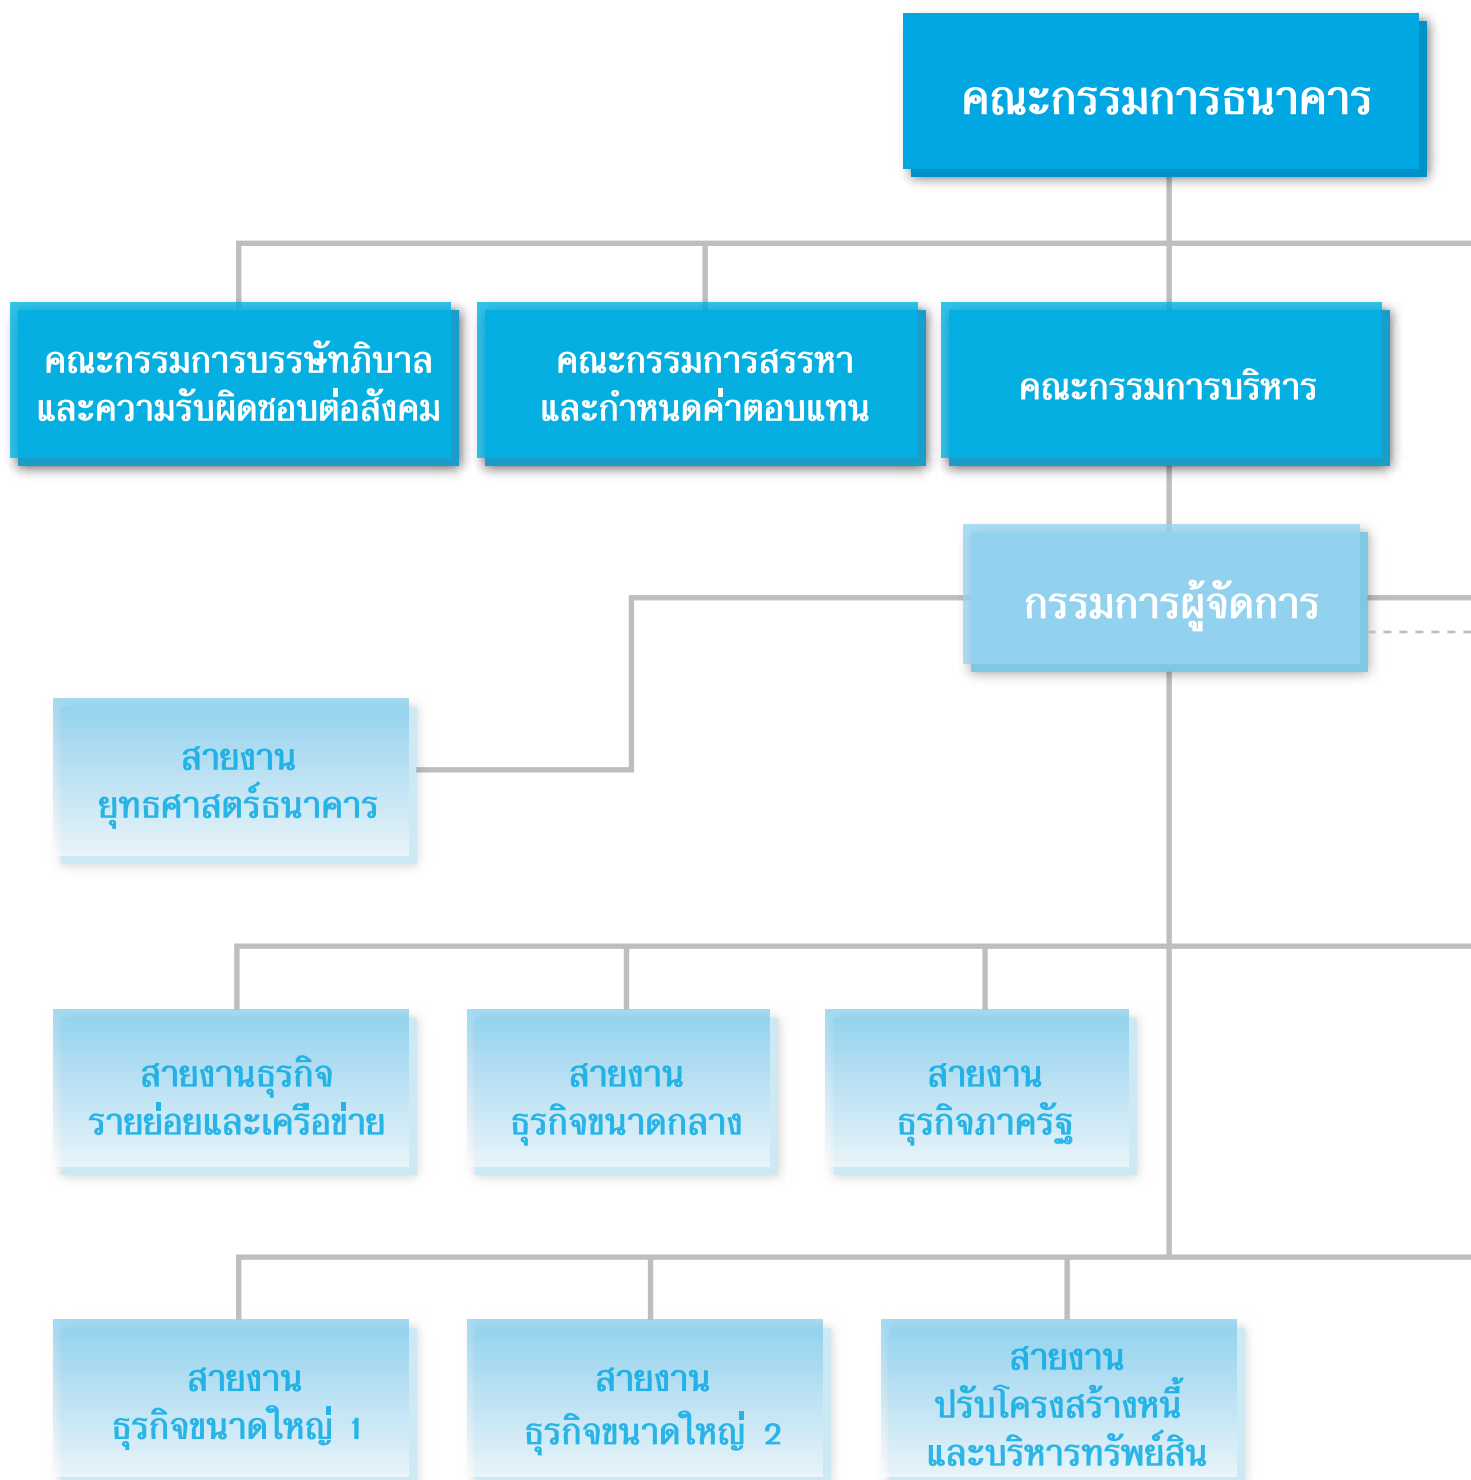 คณะกรรมการธนาคาร
คณะกรรมการบรรษัทภิบาล
และความรับผิดชอบต่อสังคม
คณะกรรมการสรรหา
และกำหนดค่าตอบแทน
คณะกรรมการบริหาร
กรรมการผู้จัดการ
สายงาน
ยุทธศาสตร์ธนาคาร
สายงานธุรกิจ
รายย่อยและเครือข่าย
สายงาน
ธุรกิจขนาดกลาง
สายงาน
ธุรกิจภาครัฐ
สายงาน
ธุรกิจขนาดใหญ่ 1
สายงาน
ธุรกิจขนาดใหญ่ 2
สายงาน
ปรับโครงสร้างหนี้
และบริหารทรัพย์สิน